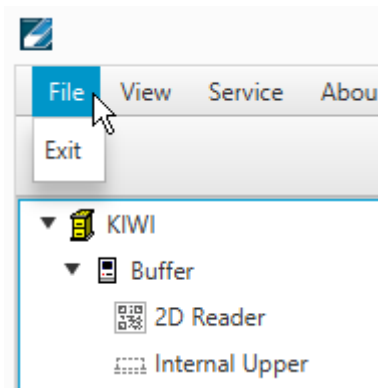 File View Service Abou
Exit
KIWI
Buffer
2D Reader
Internal Upper